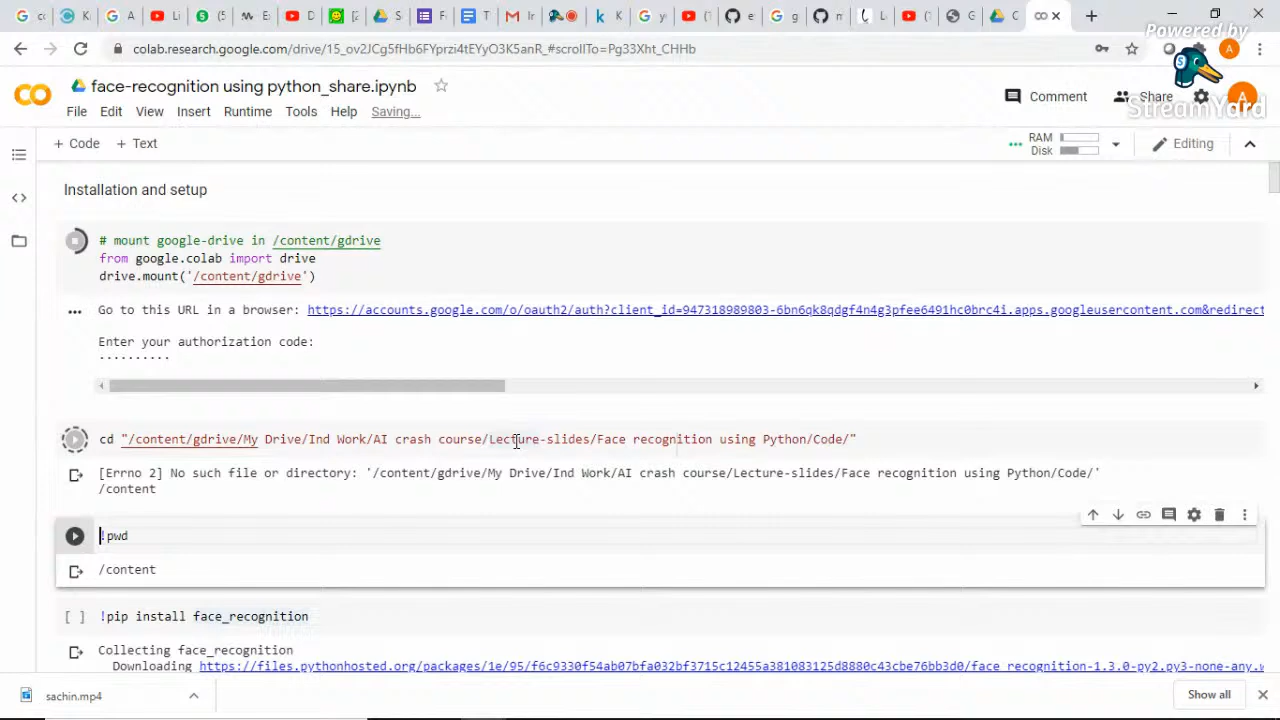 colab.research.google.com/drive/15_ov2JCg5fHb6FYprzi4tEYyO3K5anR_#scrollTo=Pg33Xht_CHHb
Powered by
StreamYard
face-recognition using python_share.ipynb
Comment
Share
A
File Edit View Insert Runtime Tools Help Saving...
+ Code + Text
RAM
Disk
Editing
Installation and setup
# mount google-drive in /content/gdrive
from google.colab import drive
drive.mount('/content/gdrive')
Go to this URL in a browser: https://accounts.google.com/o/oauth2/auth?client_id=947318989803-6bn6qk8qdgf4n4g3pfee6491hc0brc4i.apps.googleusercontent.com&redirect
Enter your authorization code:
··········
cd "/content/gdrive/My Drive/Ind Work/AI crash course/Lecture-slides/Face recognition using Python/Code/"
[Errno 2] No such file or directory: '/content/gdrive/My Drive/Ind Work/AI crash course/Lecture-slides/Face recognition using Python/Code/'
/content
!pwd
/content
[ ] !pip install face_recognition
Collecting face_recognition
Downloading https://files.pythonhosted.org/packages/1e/95/f6c9330f54ab07bfa032bf3715c12455a381083125d8880c43cbe76bb3d0/face_recognition-1.3.0-py2.py3-none-any.w
sachin.mp4
Show all